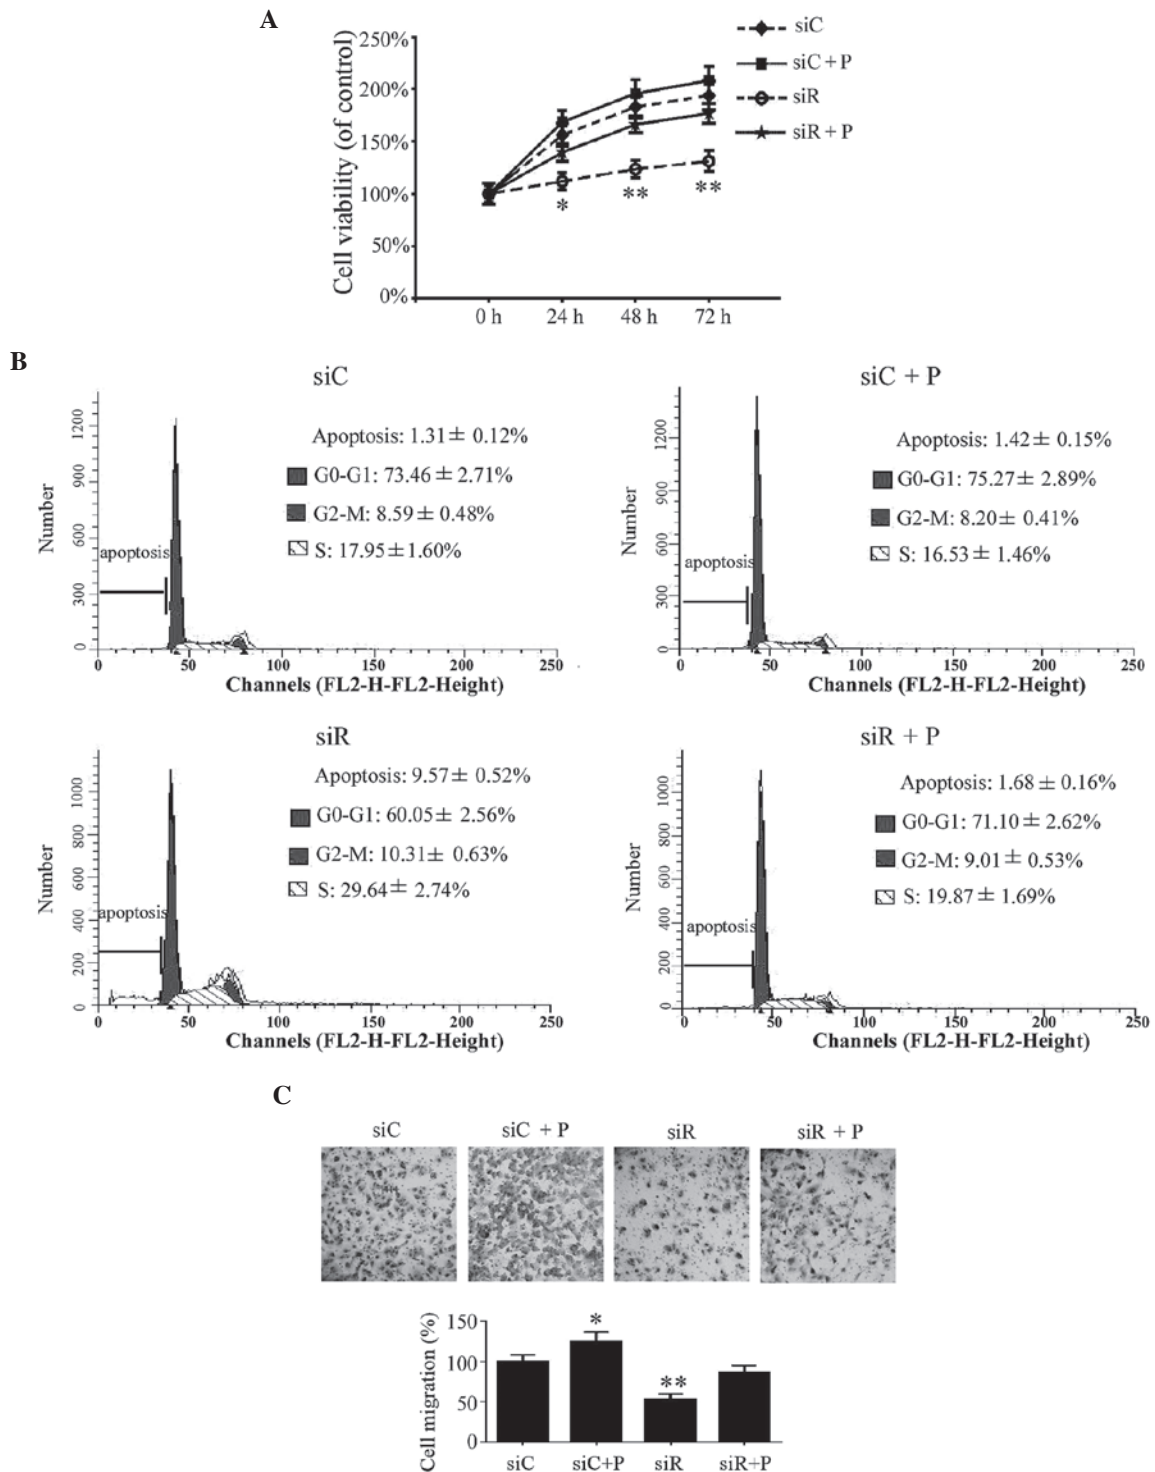 A
250%
200%
150%
100%
50%
0%
Cell viability (of control)
* ** **
0 h 24 h 48 h 72 h
siC
siC + P
siR
siR + P
B
siC
Apoptosis: 1.31 ± 0.12%
G0-G1: 73.46 ± 2.71%
G2-M: 8.59 ± 0.48%
S: 17.95 ± 1.60%
apoptosis
Number
1200
900
600
300
0
0 50 100 150 200 250
Channels (FL2-H-FL2-Height)
siC + P
Apoptosis: 1.42 ± 0.15%
G0-G1: 75.27 ± 2.89%
G2-M: 8.20 ± 0.41%
S: 16.53 ± 1.46%
apoptosis
Number
1200
900
600
300
0
0 50 100 150 200 250
Channels (FL2-H-FL2-Height)
siR
Apoptosis: 9.57 ± 0.52%
G0-G1: 60.05 ± 2.56%
G2-M: 10.31 ± 0.63%
S: 29.64 ± 2.74%
apoptosis
Number
1000
800
600
400
200
0
0 50 100 150 200 250
Channels (FL2-H-FL2-Height)
siR + P
Apoptosis: 1.68 ± 0.16%
G0-G1: 71.10 ± 2.62%
G2-M: 9.01 ± 0.53%
S: 19.87 ± 1.69%
apoptosis
Number
1000
800
600
400
200
0
0 50 100 150 200 250
Channels (FL2-H-FL2-Height)
C
siC siC + P siR siR + P
Cell migration (%)
150
100
50
0
* **
siC siC+P siR siR+P